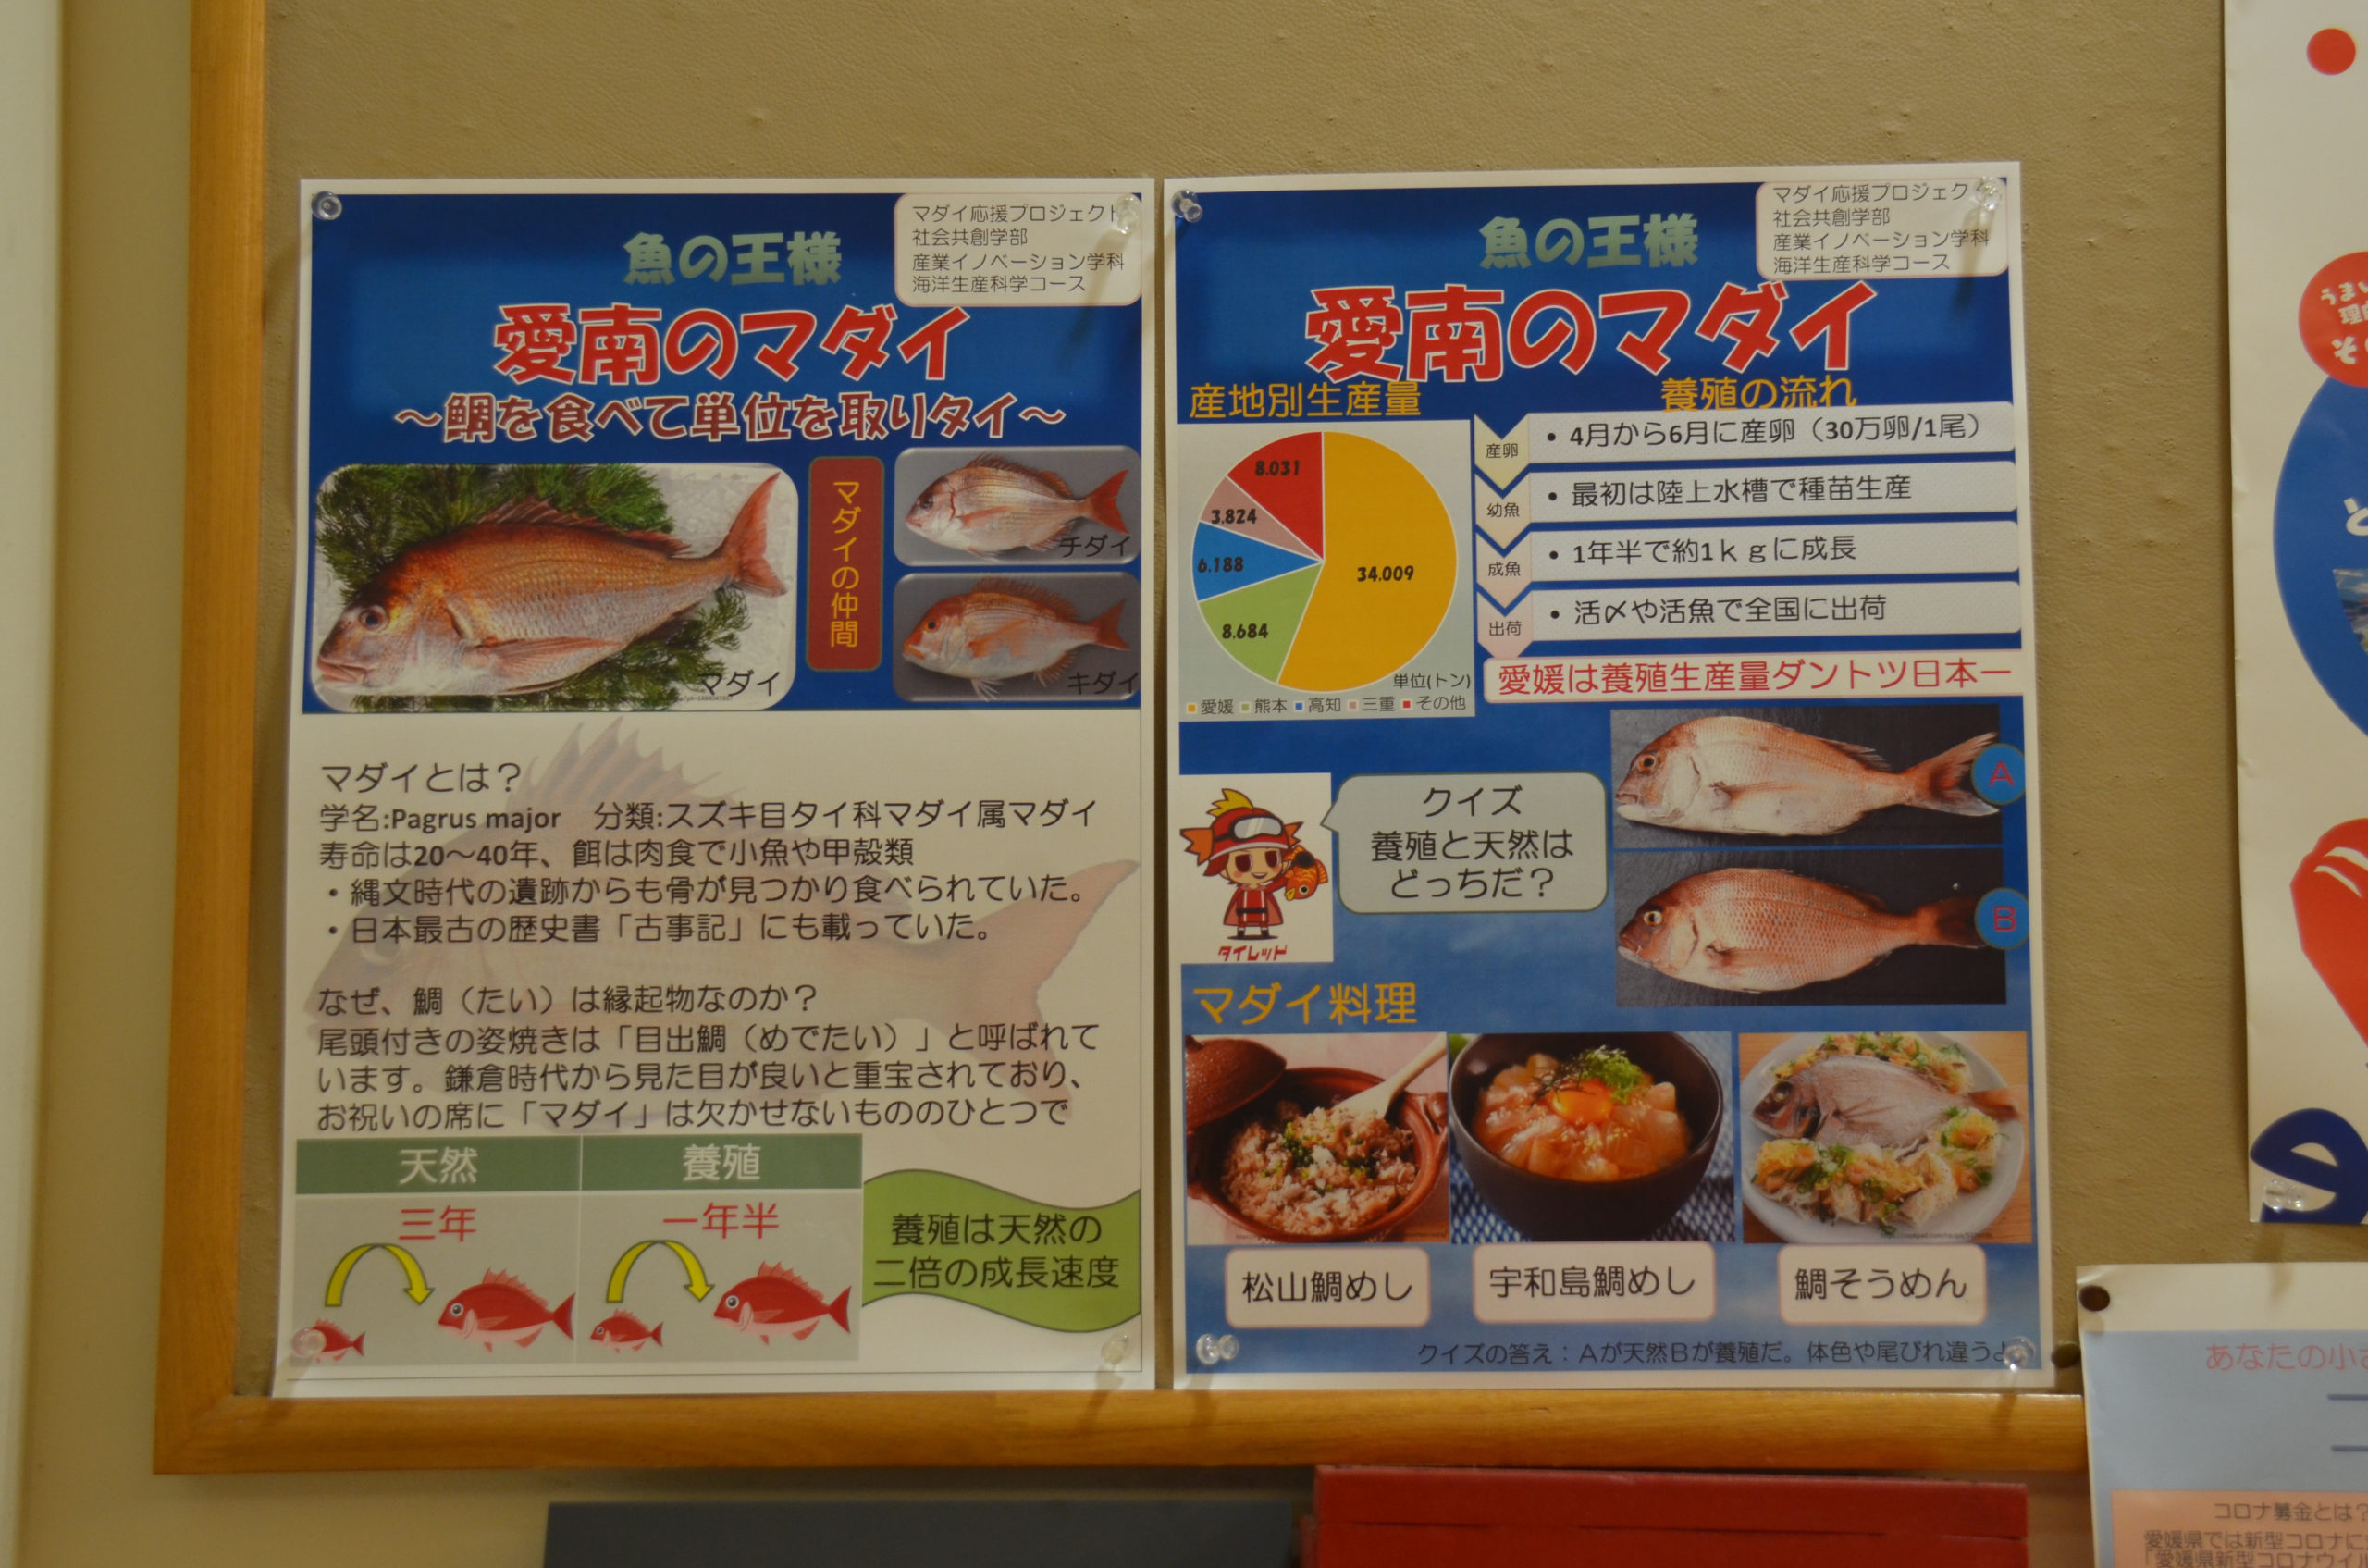 マダイ応援プロジェクト
社会共創学部
産業イノベーション学科
海洋生産科学コース
魚の王様
愛南のマダイ
～鯛を食べて単位を取りタイ～
マダイ
マダイの仲間
チダイ
キダイ
マダイとは？
学名:Pagrus major　分類:スズキ目タイ科マダイ属マダイ
寿命は20～40年、餌は肉食で小魚や甲殻類
・縄文時代の遺跡からも骨が見つかり食べられていた。
・日本最古の歴史書「古事記」にも載っていた。
なぜ、鯛（たい）は縁起物なのか？
尾頭付きの姿焼きは「目出鯛（めでたい）」と呼ばれて
います。鎌倉時代から見た目が良いと重宝されており、
お祝いの席に「マダイ」は欠かせないもののひとつで
天然 養殖
三年 一年半
養殖は天然の
二倍の成長速度
マダイ応援プロジェク
社会共創学部
産業イノベーション学科
海洋生産科学コース
魚の王様
愛南のマダイ
産地別生産量
8.031
3.824
6.188
8.684
34.009
単位(トン)
愛媛 熊本 高知 三重 その他
養殖の流れ
産卵 • 4月から6月に産卵（30万卵/1尾）
幼魚 • 最初は陸上水槽で種苗生産
成魚 • 1年半で約1ｋｇに成長
出荷 • 活〆や活魚で全国に出荷
愛媛は養殖生産量ダントツ日本一
タイレッド
クイズ
養殖と天然は
どっちだ？
A
B
マダイ料理
松山鯛めし
宇和島鯛めし
鯛そうめん
クイズの答え：Ａが天然Ｂが養殖だ。体色や尾びれ違うよ
うまい
理由
そ
と
あなたの小さ
コロナ募金とは？
愛媛県では新型コロナに